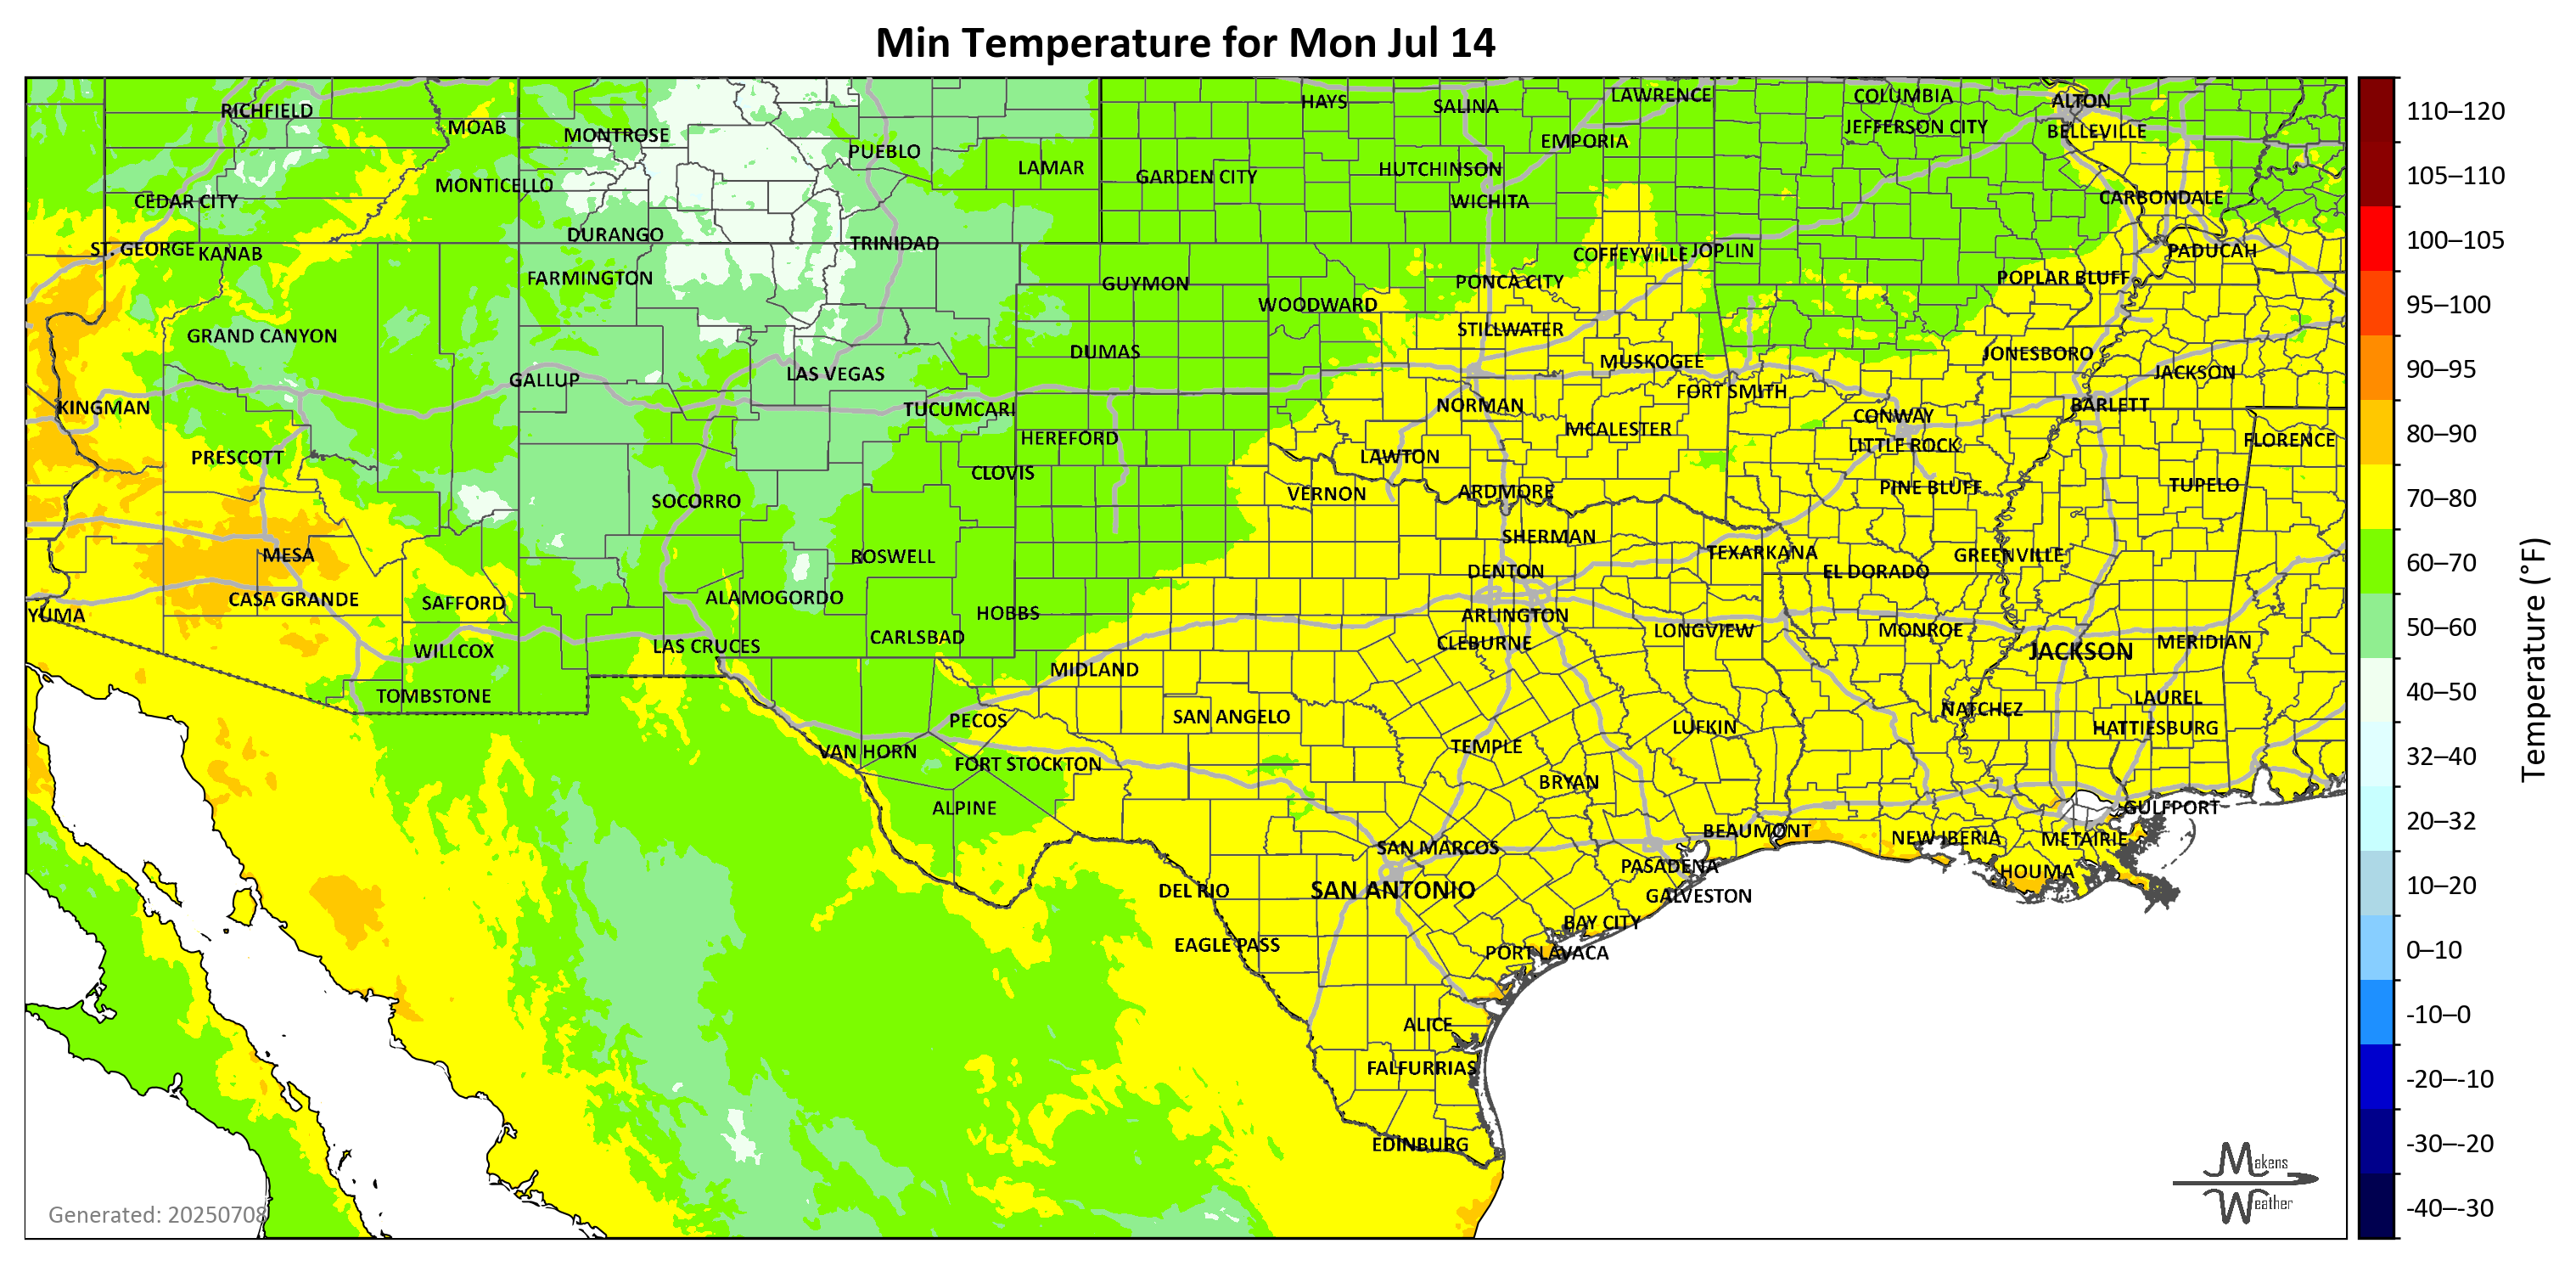 Min Temperature for Mon Jul 14
RICHFIELD
MOAB
MONTROSE
PUEBLO
LAMAR
HAYS
SALINA
LAWRENCE
COLUMBIA
ALTON
JEFFERSON CITY
BELLEVILLE
EMPORIA
HUTCHINSON
GARDEN CITY
MONTICELLO
CEDAR CITY
WICHITA
CARBONDALE
DURANGO
TRINIDAD
ST. GEORGE
KANAB
COFFEYVILLE
JOPLIN
PADUCAH
FARMINGTON
GUYMON
PONCA CITY
POPLAR BLUFF
WOODWARD
GRAND CANYON
STILLWATER
DUMAS
MUSKOGEE
JONESBORO
GALLUP
LAS VEGAS
JACKSON
FORT SMITH
KINGMAN
TUCUMCARI
NORMAN
BARLETT
CONWAY
MCALESTER
HEREFORD
LITTLE ROCK
FLORENCE
PRESCOTT
LAWTON
CLOVIS
SOCORRO
VERNON
ARDMORE
PINE BLUFF
TUPELO
SHERMAN
MESA
ROSWELL
TEXARKANA
GREENVILLE
DENTON
EL DORADO
CASA GRANDE
SAFFORD
ALAMOGORDO
YUMA
HOBBS
ARLINGTON
CLEBURNE
LONGVIEW
MONROE
MERIDIAN
JACKSON
WILLCOX
LAS CRUCES
CARLSBAD
MIDLAND
TOMBSTONE
LAUREL
NATCHEZ
HATTIESBURG
PECOS
SAN ANGELO
LUFKIN
VAN HORN
TEMPLE
FORT STOCKTON
BRYAN
ALPINE
GULFPORT
BEAUMONT
NEW IBERIA
METAIRIE
SAN MARCOS
PASADENA
HOUMA
DEL RIO
SAN ANTONIO
GALVESTON
BAY CITY
EAGLE PASS
PORT LAVACA
ALICE
FALFURRIAS
EDINBURG
Generated: 20250708
Makens
Weather
110–120
105–110
100–105
95–100
90–95
80–90
70–80
60–70
50–60
40–50
32–40
20–32
10–20
0–10
-10–0
-20–-10
-30–-20
-40–-30
Temperature (°F)